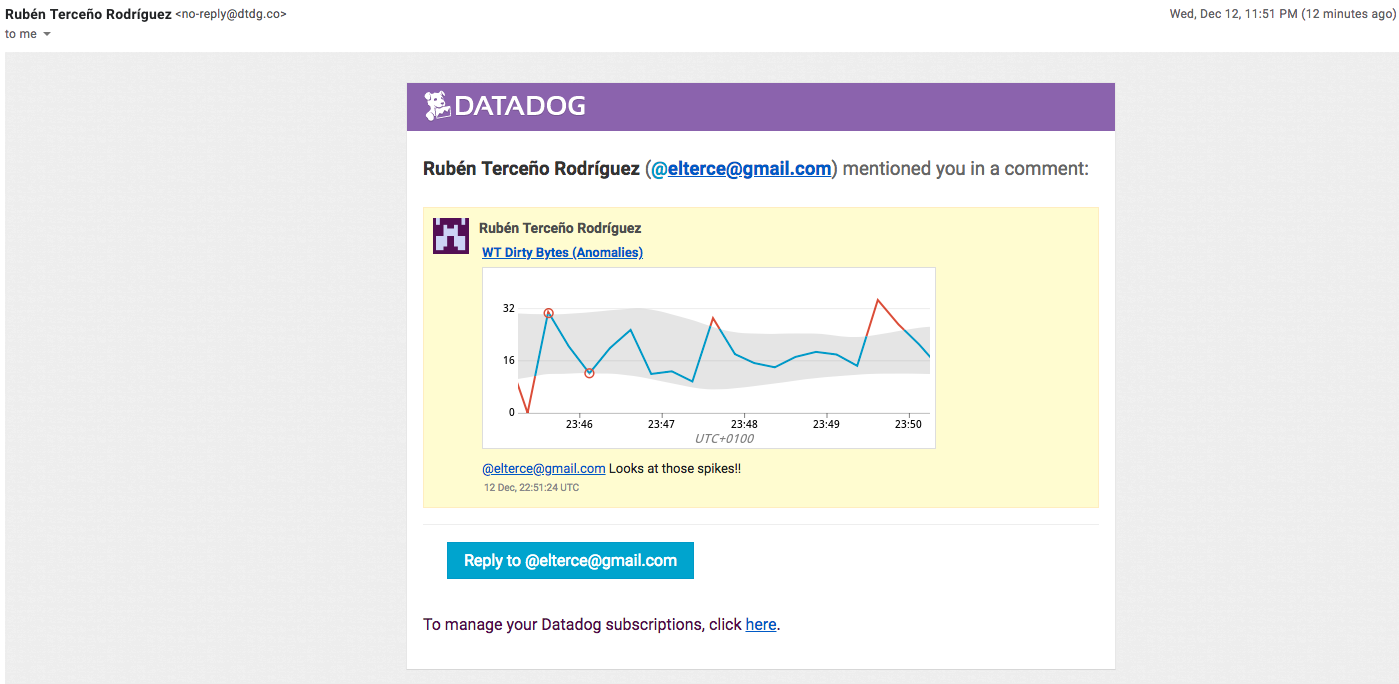 Rubén Terceño Rodríguez <no-reply@dtdg.co>
Wed, Dec 12, 11:51 PM (12 minutes ago)
to me
DATADOG
Rubén Terceño Rodríguez (@elterce@gmail.com) mentioned you in a comment:
Rubén Terceño Rodríguez
WT Dirty Bytes (Anomalies)
32
16
0
23:46 23:47 23:48 23:49 23:50
UTC+0100
@elterce@gmail.com Looks at those spikes!!
12 Dec, 22:51:24 UTC
Reply to @elterce@gmail.com
To manage your Datadog subscriptions, click here.